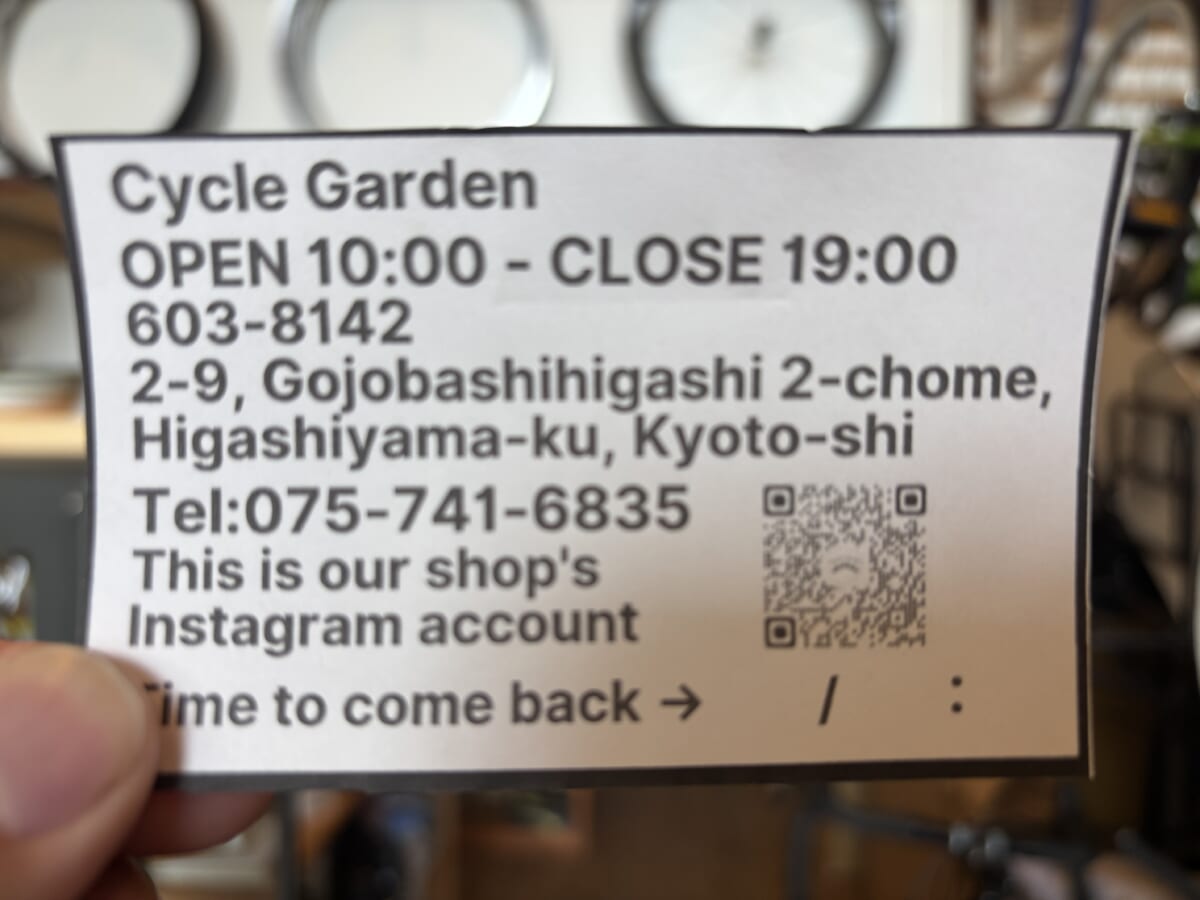 Cycle Garden
OPEN 10:00 - CLOSE 19:00
603-8142
2-9, Gojobashihigashi 2-chome,
Higashiyama-ku, Kyoto-shi
Tel:075-741-6835
This is our shop's
Instagram account
Time to come back → / :